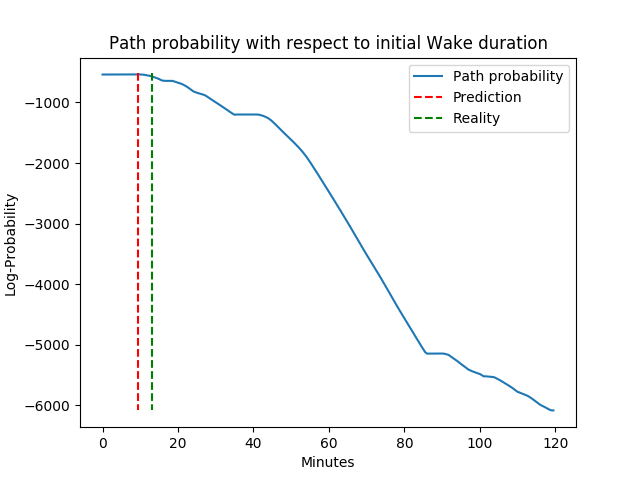 Path probability with respect to initial Wake duration
Path probability
Prediction
Reality
Log-Probability
−1000
−2000
−3000
−4000
−5000
−6000
0 20 40 60 80 100 120
Minutes